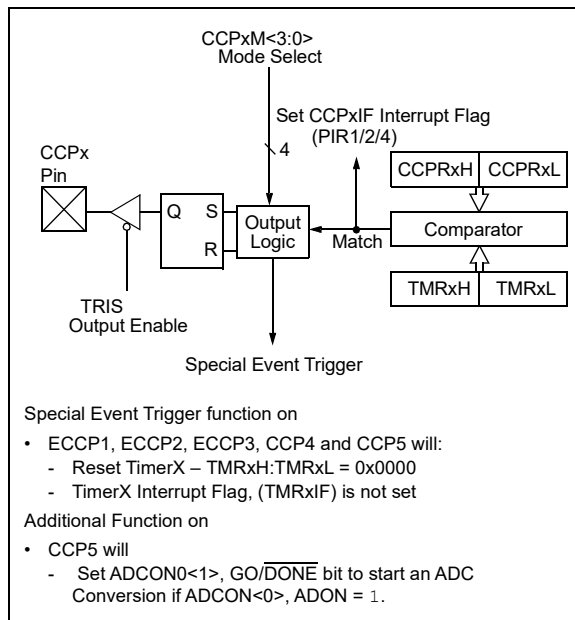 CCPxM<3:0>
Mode Select
Set CCPxIF Interrupt Flag
(PIR1/2/4)
4
CCPx
Pin
CCPRxH CCPRxL
Q S
R
Output
Logic
Match
Comparator
TMRxH TMRxL
TRIS
Output Enable
Special Event Trigger
Special Event Trigger function on
• ECCP1, ECCP2, ECCP3, CCP4 and CCP5 will:
- Reset TimerX – TMRxH:TMRxL = 0x0000
- TimerX Interrupt Flag, (TMRxIF) is not set
Additional Function on
• CCP5 will
- Set ADCON0<1>, GO/DONE bit to start an ADC
Conversion if ADCON<0>, ADON = 1.